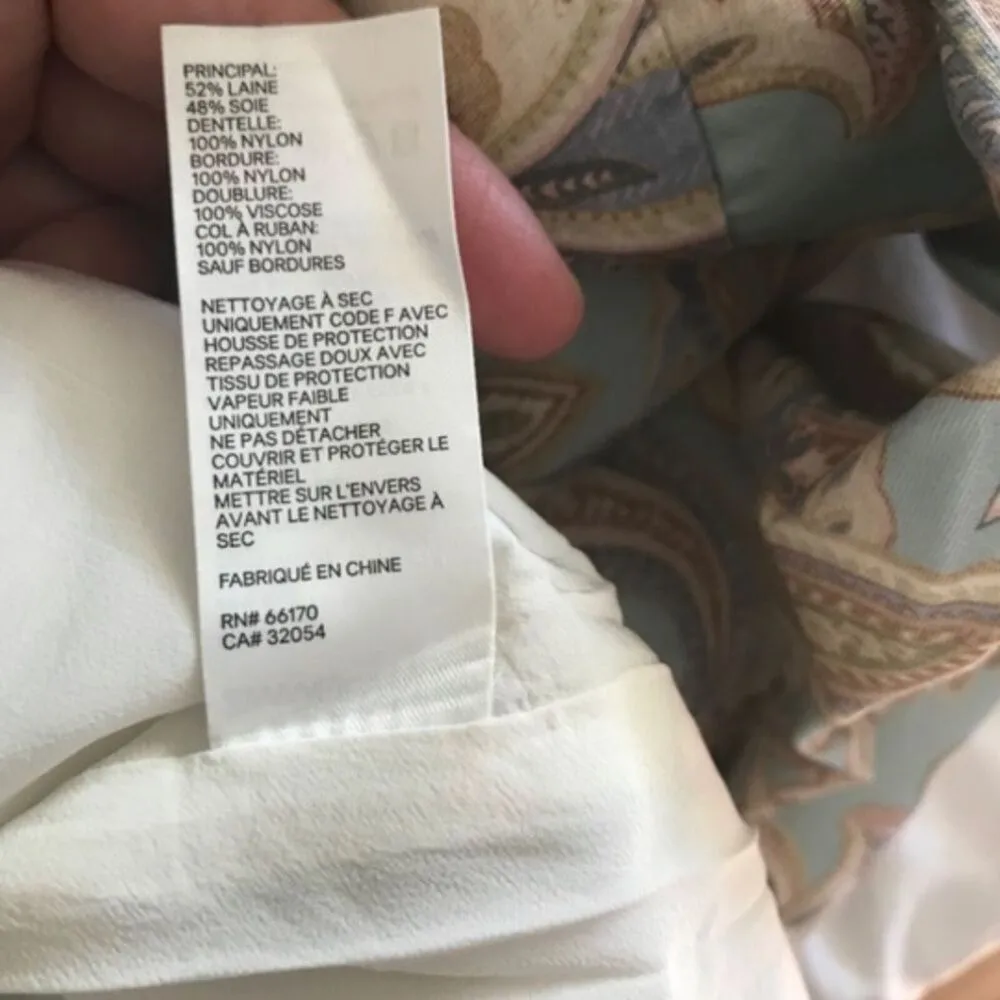 PRINCIPAL:
52% LAINE
48% SOIE
DENTELLE:
100% NYLON
BORDURE:
100% NYLON
DOUBLURE:
100% VISCOSE
COL À RUBAN:
100% NYLON
SAUF BORDURES
NETTOYAGE À SEC
UNIQUEMENT CODE F AVEC
HOUSSE DE PROTECTION
REPASSAGE DOUX AVEC
TISSU DE PROTECTION
VAPEUR FAIBLE
UNIQUEMENT
NE PAS DÉTACHER
COUVRIR ET PROTÉGER LE
MATÉRIEL
METTRE SUR L'ENVERS
AVANT LE NETTOYAGE À
SEC
FABRIQUÉ EN CHINE
RN# 66170
CA# 32054